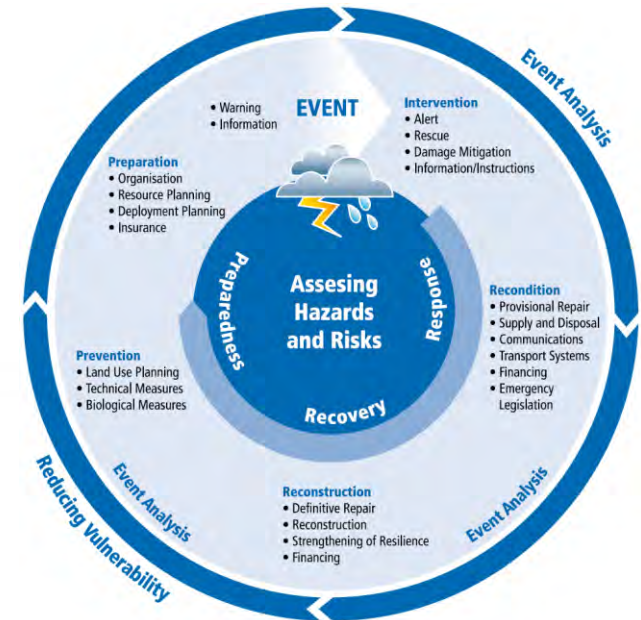 EVENT
• Warning
• Information
Intervention
• Alert
• Rescue
• Damage Mitigation
• Information/Instructions
Event Analysis
Recondition
• Provisional Repair
• Supply and Disposal
• Communications
• Transport Systems
• Financing
• Emergency
Legislation
Event Analysis
Reconstruction
• Definitive Repair
• Reconstruction
• Strengthening of Resilience
• Financing
Event Analysis
Reducing Vulnerability
Prevention
• Land Use Planning
• Technical Measures
• Biological Measures
Preparation
• Organisation
• Resource Planning
• Deployment Planning
• Insurance
Preparedness
Response
Recovery
Assesing
Hazards
and Risks